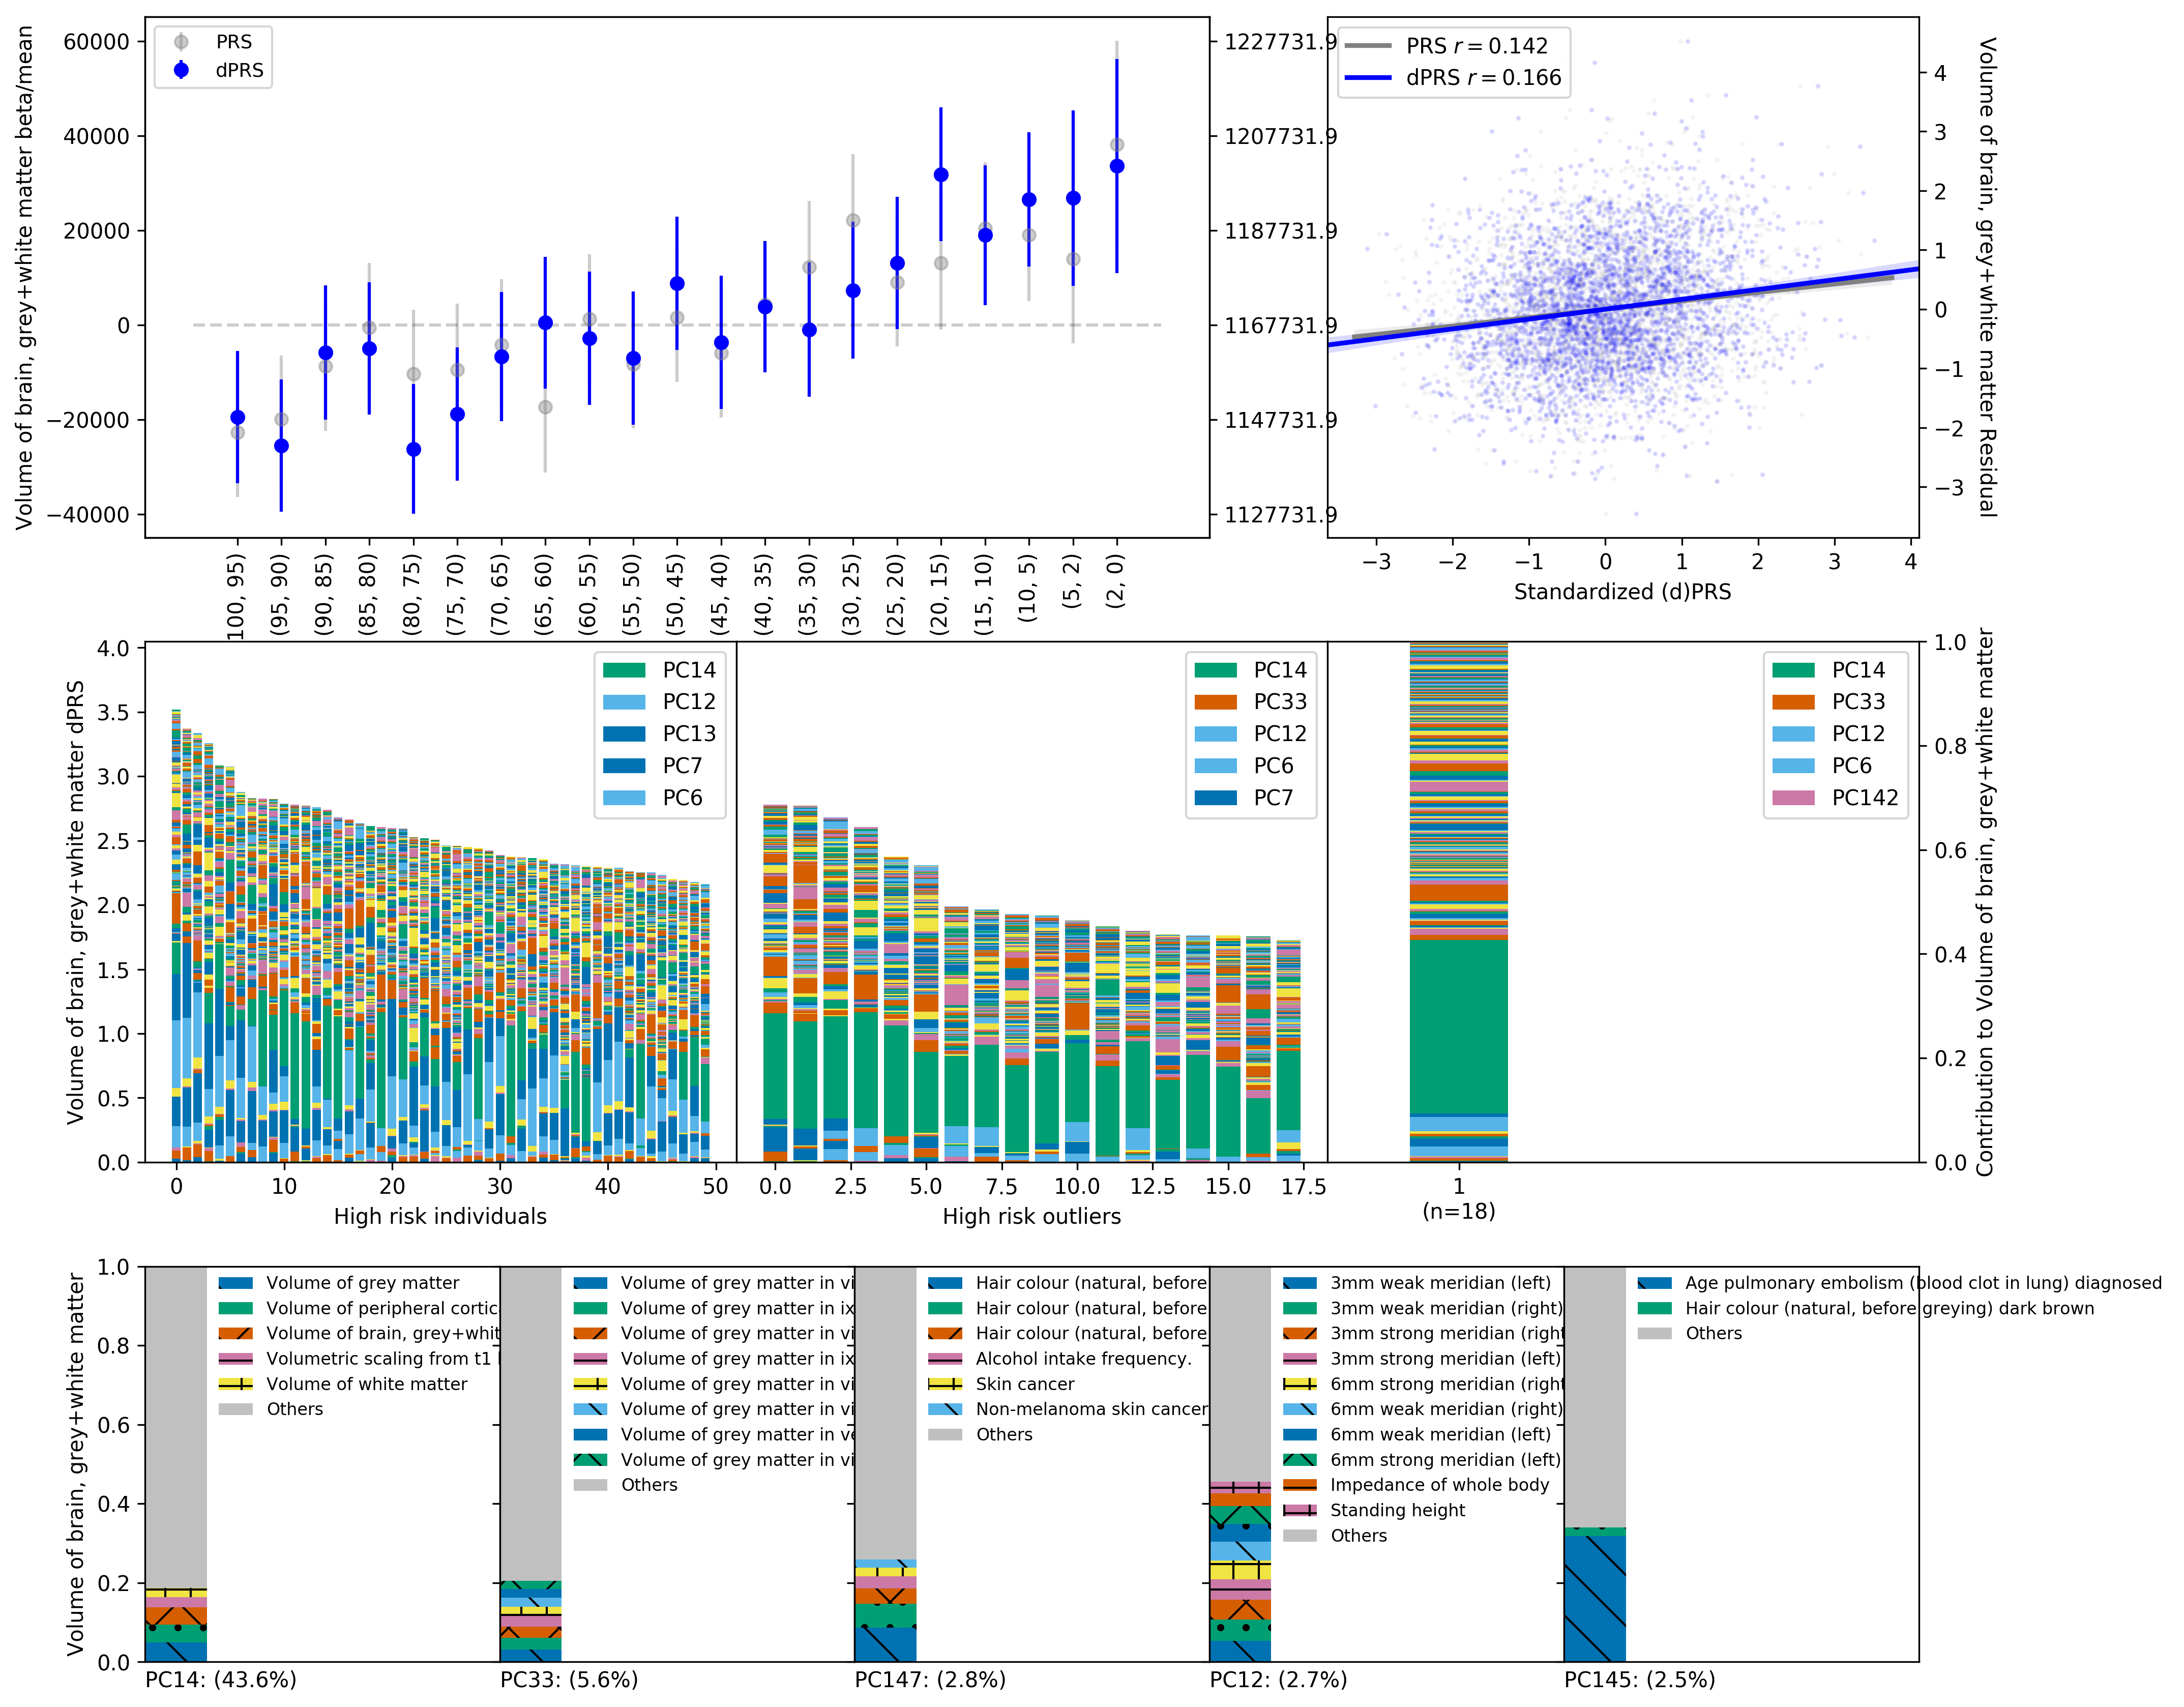 Volume of brain, grey+white matter beta/mean
60000
40000
20000
0
−20000
−40000
PRS
dPRS
1227731.9
1207731.9
1187731.9
1167731.9
1147731.9
1127731.9
100, 95)
(95, 90)
(90, 85)
(85, 80)
(80, 75)
(75, 70)
(70, 65)
(65, 60)
(60, 55)
(55, 50)
(50, 45)
(45, 40)
(40, 35)
(35, 30)
(30, 25)
(25, 20)
(20, 15)
(15, 10)
(10, 5)
(5, 2)
(2, 0)
PRS r = 0.142
dPRS r = 0.166
4
3
2
1
0
−1
−2
−3
Volume of brain, grey+white matter Residual
−3 −2 −1 0 1 2 3 4
Standardized (d)PRS
Volume of brain, grey+white matter dPRS
4.0
3.5
3.0
2.5
2.0
1.5
1.0
0.5
0.0
PC14
PC12
PC13
PC7
PC6
0 10 20 30 40 50
High risk individuals
PC14
PC33
PC12
PC6
PC7
0.0 2.5 5.0 7.5 10.0 12.5 15.0 17.5
High risk outliers
PC14
PC33
PC12
PC6
PC142
1
(n=18)
1.0
0.8
0.6
0.4
0.2
0.0
Contribution to Volume of brain, grey+white matter
Volume of brain, grey+white matter
1.0
0.8
0.6
0.4
0.2
0.0
Volume of grey matter
Volume of peripheral cortic
Volume of brain, grey+whit
Volumetric scaling from t1
Volume of white matter
Others
PC14: (43.6%)
Volume of grey matter in vi
Volume of grey matter in ix
Volume of grey matter in vi
Volume of grey matter in ix
Volume of grey matter in vi
Volume of grey matter in vi
Volume of grey matter in ve
Volume of grey matter in vi
Others
PC33: (5.6%)
Hair colour (natural, before
Hair colour (natural, before
Hair colour (natural, before
Alcohol intake frequency.
Skin cancer
Non-melanoma skin cancer
Others
PC147: (2.8%)
3mm weak meridian (left)
3mm weak meridian (right)
3mm strong meridian (right
3mm strong meridian (left)
6mm strong meridian (right
6mm weak meridian (right)
6mm weak meridian (left)
6mm strong meridian (left)
Impedance of whole body
Standing height
Others
PC12: (2.7%)
Age pulmonary embolism (blood clot in lung) diagnosed
Hair colour (natural, before greying) dark brown
Others
PC145: (2.5%)